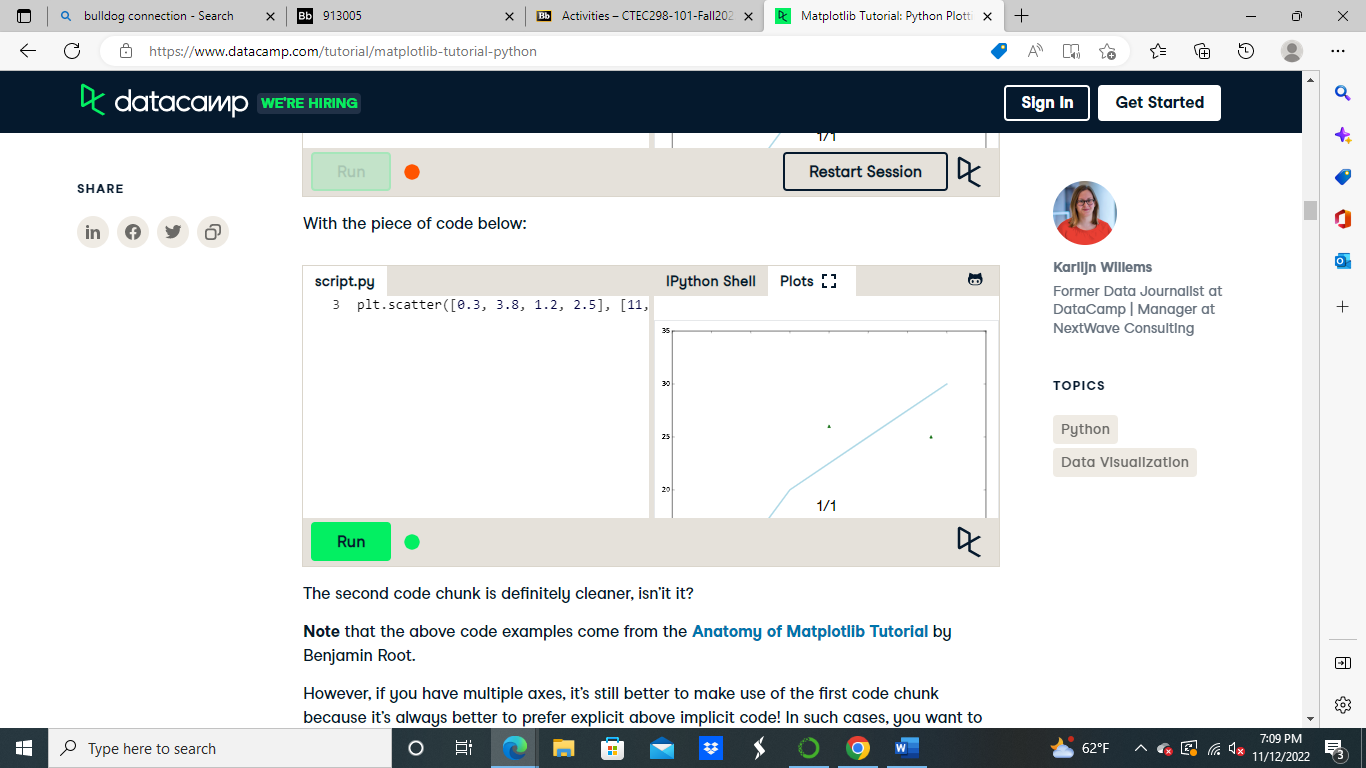 bulldog connection - Search
Bb 913005
Bb Activities – CTEC298-101-Fall202
Matplotlib Tutorial: Python Plott
https://www.datacamp.com/tutorial/matplotlib-tutorial-python
datacamp WE'RE HIRING
Sign In
Get Started
1/1
Run
Restart Session
SHARE
With the piece of code below:
script.py
IPython Shell
Plots
3 plt.scatter([0.3, 3.8, 1.2, 2.5], [11,
35
30
25
20
1/1
Run
Karlijn Willems
Former Data Journalist at
DataCamp | Manager at
NextWave Consulting
TOPICS
Python
Data Visualization
The second code chunk is definitely cleaner, isn'it it?
Note that the above code examples come from the Anatomy of Matplotlib Tutorial by
Benjamin Root.
However, if you have multiple axes, it's still better to make use of the first code chunk
because it's always better to prefer explicit above implicit code! In such cases, you want to
Type here to search
62°F
7:09 PM
11/12/2022
3